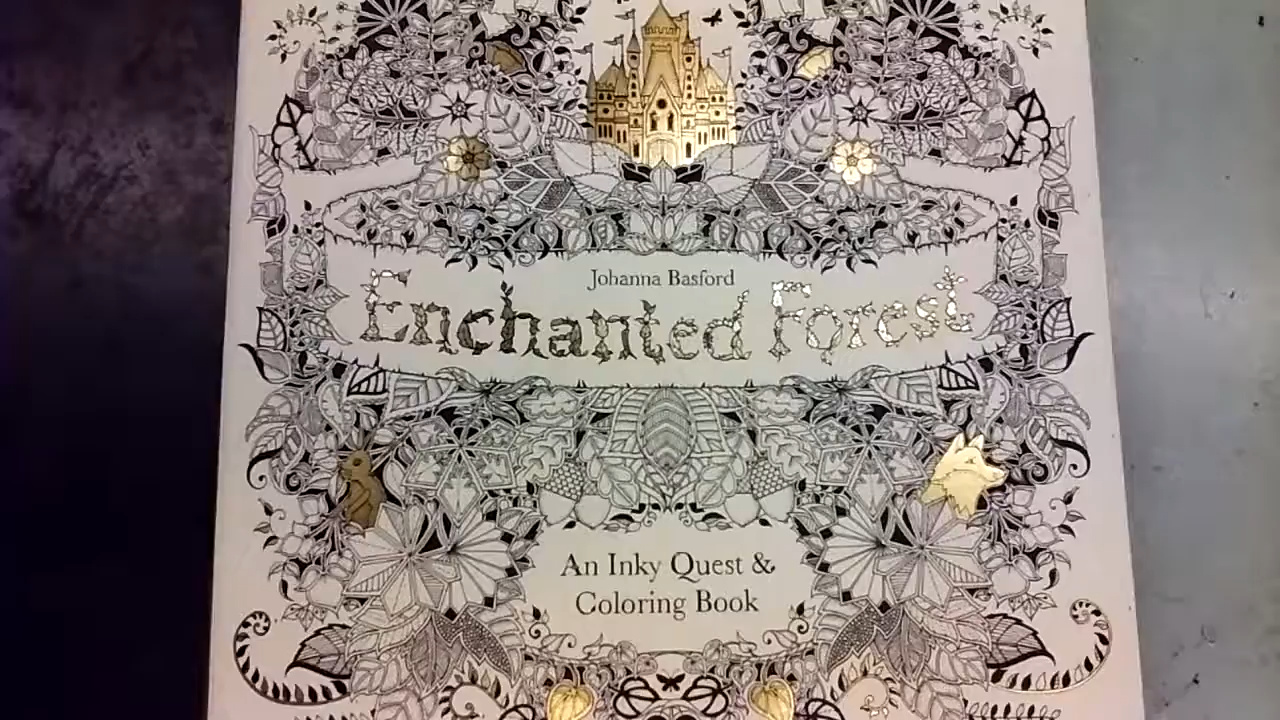 Johanna Basford
Enchanted Forest
An Inky Quest &
Coloring Book